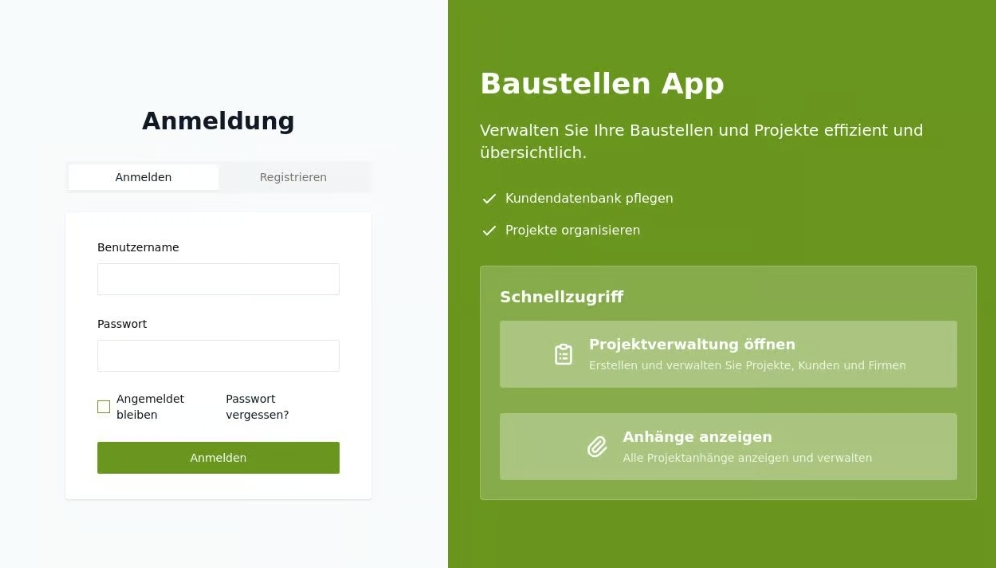 Anmeldung
Anmelden
Registrieren
Benutzername
Passwort
Angemeldet
bleiben
Passwort
vergessen?
Anmelden
Baustellen App
Verwalten Sie Ihre Baustellen und Projekte effizient und
übersichtlich.
Kundendatenbank pflegen
Projekte organisieren
Schnellzugriff
Projektverwaltung öffnen
Erstellen und verwalten Sie Projekte, Kunden und Firmen
Anhänge anzeigen
Alle Projektanhänge anzeigen und verwalten